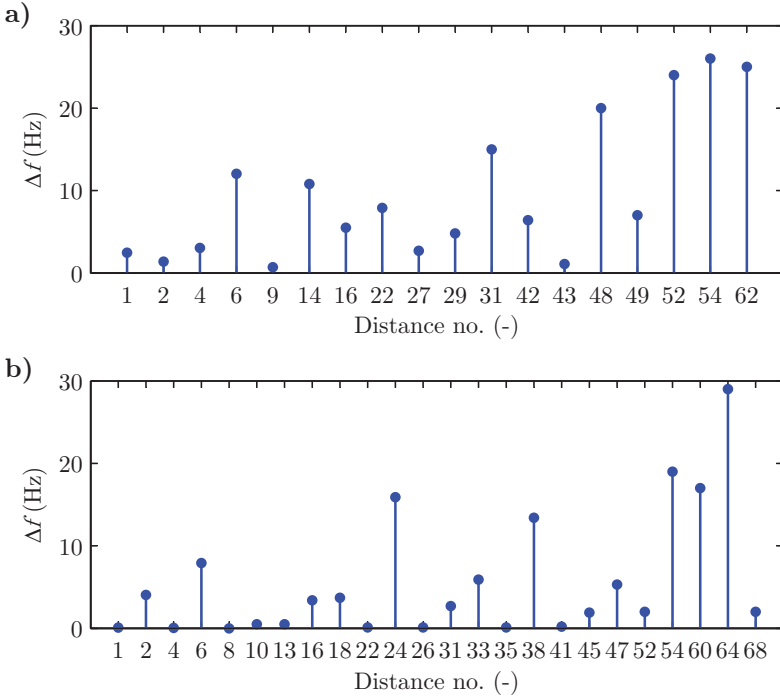 a)
30
20
10
0
Δf (Hz)
1 2 4 6 9 14 16 22 27 29 31 42 43 48 49 52 54 62
Distance no. (-)
b)
30
20
10
0
Δf (Hz)
1 2 4 6 8 10 13 16 18 22 24 26 31 33 35 38 41 45 47 52 54 60 64 68
Distance no. (-)